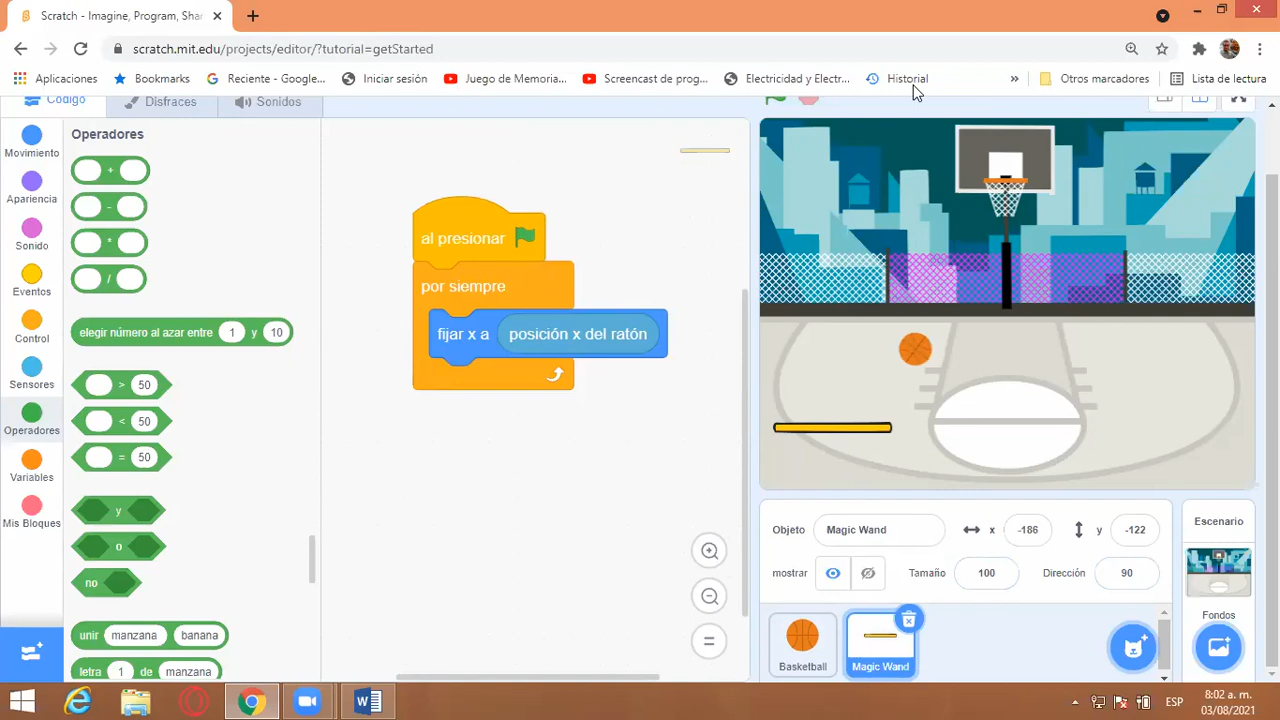 Scratch - Imagine, Program, Shar
scratch.mit.edu/projects/editor/?tutorial=getStarted
Aplicaciones
Bookmarks
Reciente - Google...
Iniciar sesión
Juego de Memoria...
Screencast de prog...
Electricidad y Electr...
Historial
»
Otros marcadores
Lista de lectura
Código
Disfraces
Sonidos
Movimiento
Apariencia
Sonido
Eventos
Control
Sensores
Operadores
Variables
Mis Bloques
Operadores
+
-
*
/
elegir número al azar entre 1 y 10
> 50
< 50
= 50
y
o
no
unir manzana banana
letra 1 de manzana
al presionar
por siempre
fijar x a posición x del ratón
Objeto Magic Wand x -186 y -122
mostrar Tamaño 100 Dirección 90
Basketball
Magic Wand
Escenario
Fondos
ESP
8:02 a. m.
03/08/2021